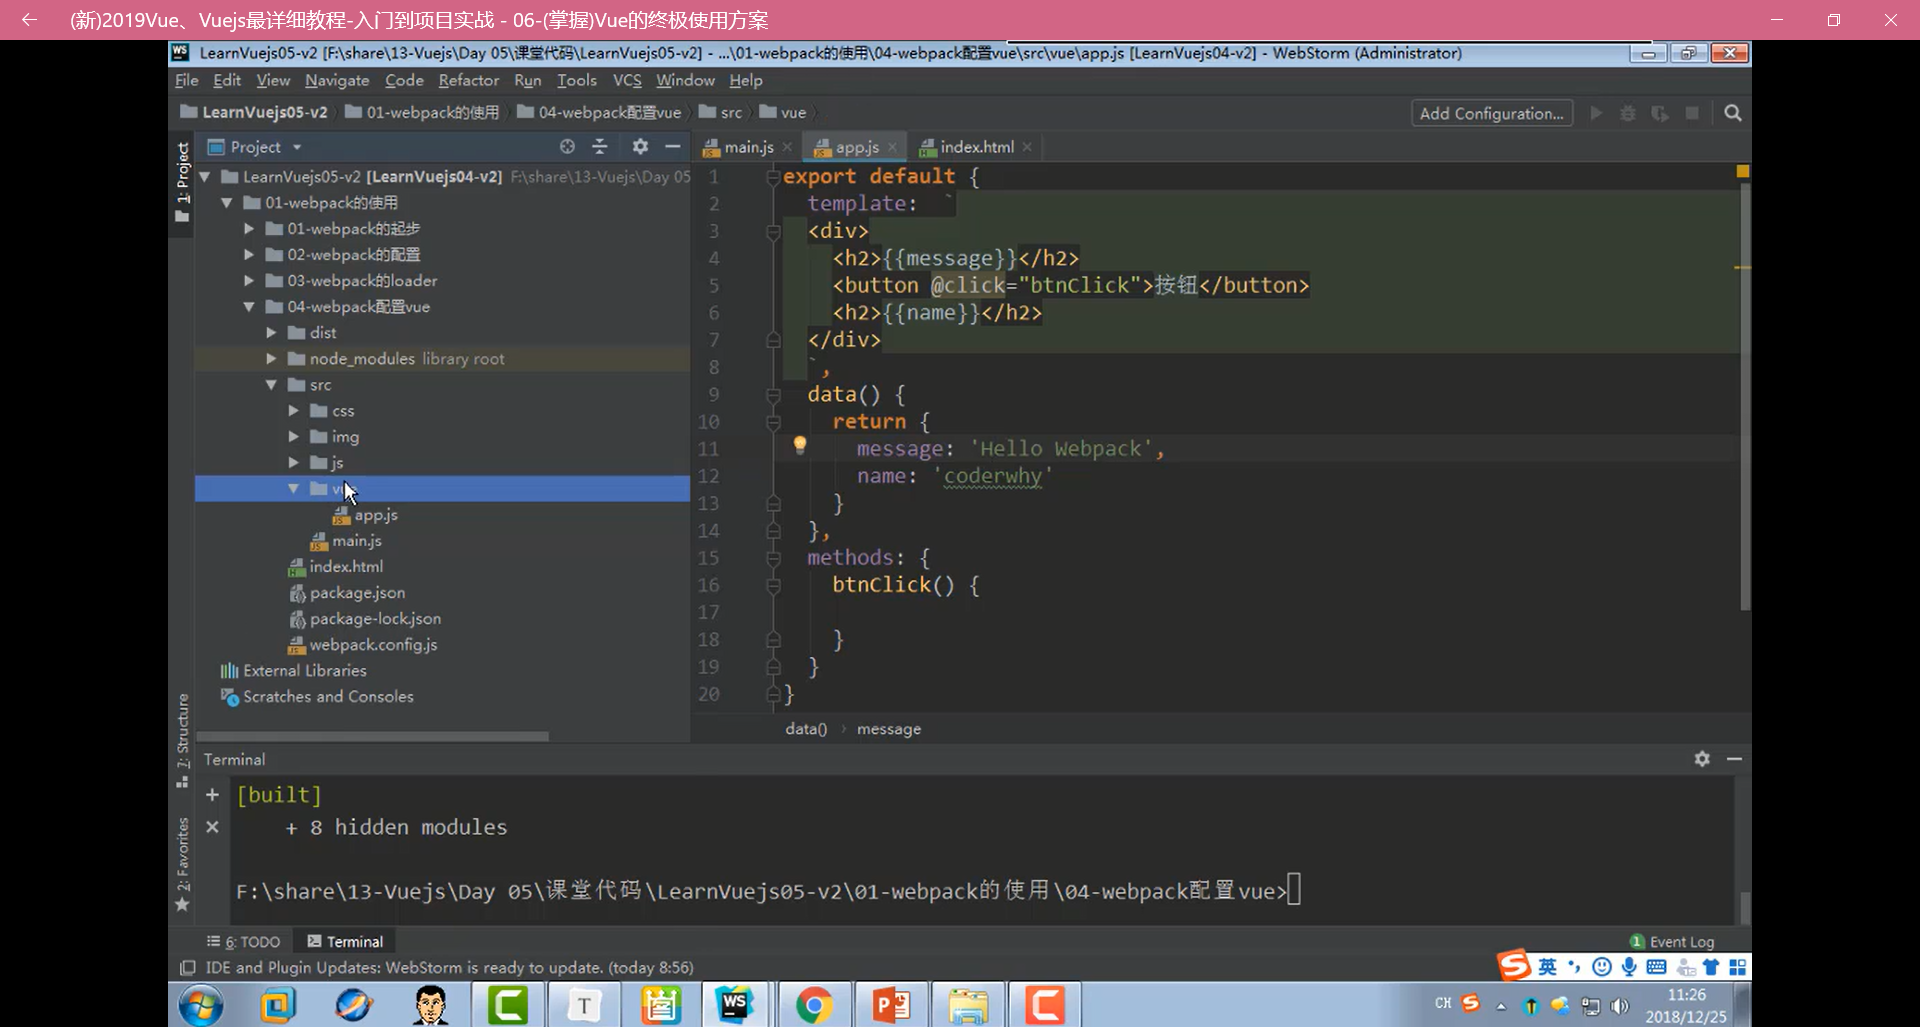 (新)2019Vue、Vuejs最详细教程-入门到项目实战 - 06-(掌握)Vue的终极使用方案
WS LearnVuejs05-v2 [F:\share\13-Vuejs\Day 05\课堂代码\LearnVuejs05-v2] - ...\01-webpack的使用\04-webpack配置vue\src\vue\app.js [LearnVuejs04-v2] - WebStorm (Administrator)
File Edit View Navigate Code Refactor Run Tools VCS Window Help
LearnVuejs05-v2 01-webpack的使用 04-webpack配置vue src vue Add Configuration...
1: Project
Project
LearnVuejs05-v2 [LearnVuejs04-v2] F:\share\13-Vuejs\Day 05
01-webpack的使用
01-webpack的起步
02-webpack的配置
03-webpack的loader
04-webpack配置vue
dist
node_modules library root
src
css
img
js
app.js
main.js
index.html
package.json
package-lock.json
webpack.config.js
External Libraries
Scratches and Consoles
main.js app.js index.html
1 export default {
2 template: `
3 <div>
4 <h2>{{message}}</h2>
5 <button @click="btnClick">按钮</button>
6 <h2>{{name}}</h2>
7 </div>
8 `,
9 data() {
10 return {
11 message: 'Hello Webpack',
12 name: 'coderwhy'
13 }
14 },
15 methods: {
16 btnClick() {
17
18 }
19 }
20 }
data() message
7: Structure
2: Favorites
Terminal
[built]
+ 8 hidden modules
F:\share\13-Vuejs\Day 05\课堂代码\LearnVuejs05-v2\01-webpack的使用\04-webpack配置vue>
6: TODO Terminal 1 Event Log
IDE and Plugin Updates: WebStorm is ready to update. (today 8:56)
S 英
T WS P
CH S
11:26
2018/12/25